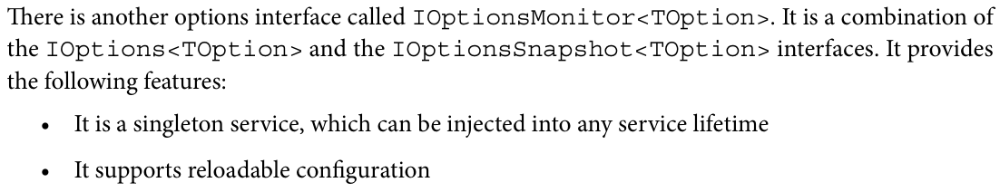 There is another options interface called IOptionsMonitor<TOption>. It is a combination of
the IOptions<TOption> and the IOptionsSnapshot<TOption> interfaces. It provides
the following features:
• It is a singleton service, which can be injected into any service lifetime
• It supports reloadable configuration